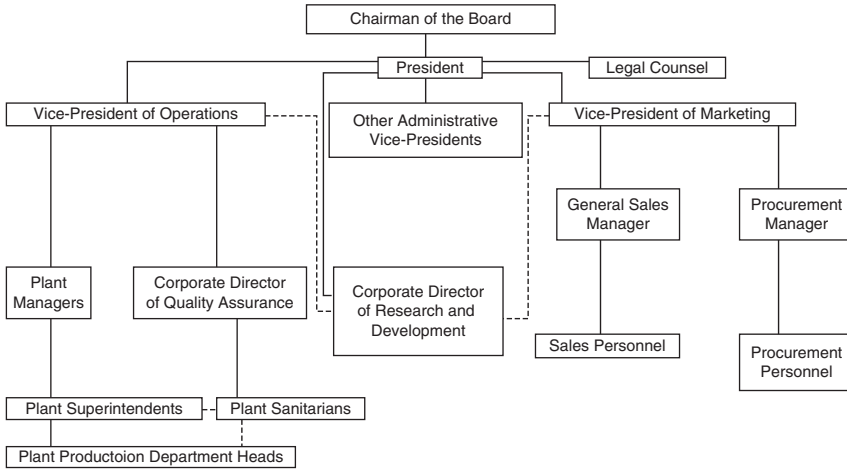 Chairman of the Board
President
Legal Counsel
Vice-President of Operations
Other Administrative
Vice-Presidents
Vice-President of Marketing
General Sales
Manager
Procurement
Manager
Plant
Managers
Corporate Director
of Quality Assurance
Corporate Director
of Research and
Development
Sales Personnel
Procurement
Personnel
Plant Superintendents
Plant Sanitarians
Plant Productoion Department Heads